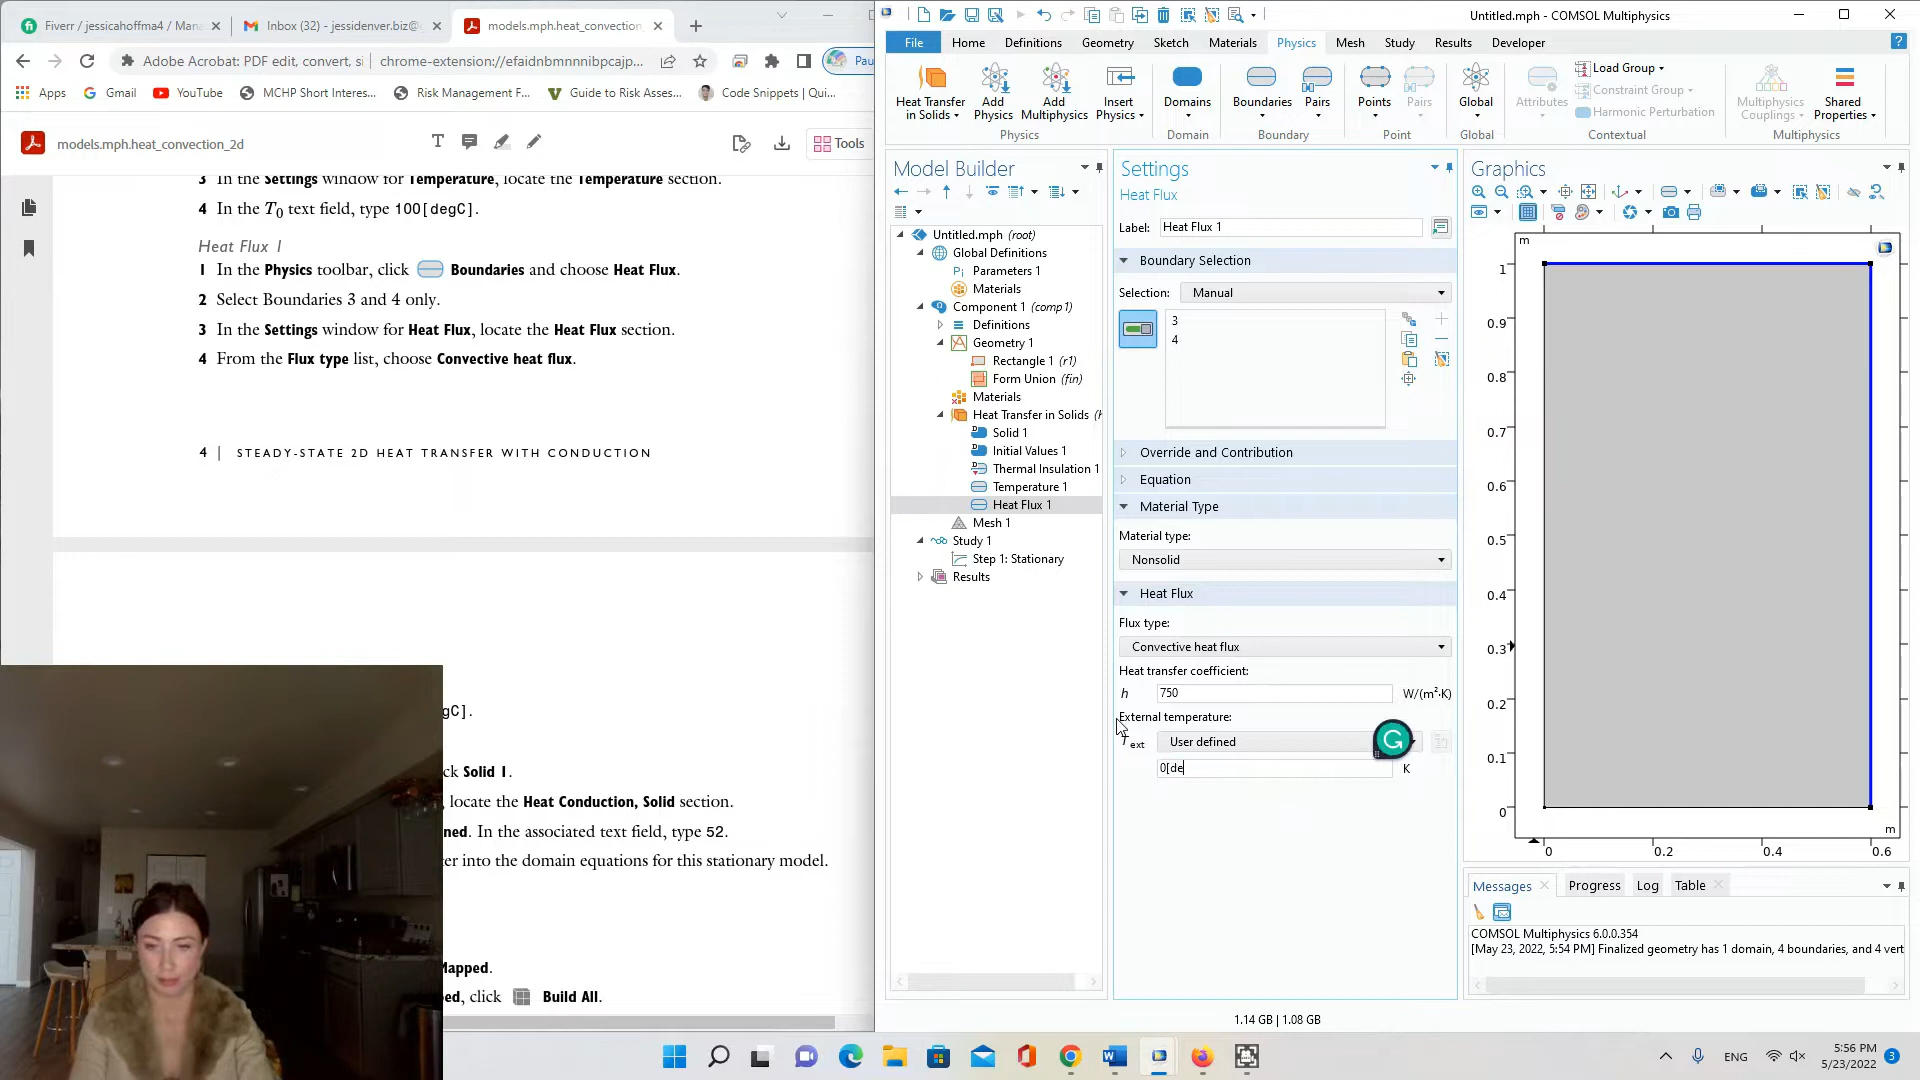 Fiverr / jessicahoffma4 / Mana
Inbox (32) - jessidenver.biz@
models.mph.heat_convection
Adobe Acrobat: PDF edit, convert, si
chrome-extension://efaidnbmnnnibpcajp...
Pau
Apps
Gmail
YouTube
MCHP Short Interes...
Risk Management F...
Guide to Risk Asses...
Code Snippets | Qui...
models.mph.heat_convection_2d
Tools
3 In the Settings window for Temperature, locate the Temperature section.
4 In the T0 text field, type 100[degC].
Heat Flux 1
1 In the Physics toolbar, click Boundaries and choose Heat Flux.
2 Select Boundaries 3 and 4 only.
3 In the Settings window for Heat Flux, locate the Heat Flux section.
4 From the Flux type list, choose Convective heat flux.
4 | STEADY-STATE 2D HEAT TRANSFER WITH CONDUCTION
gC].
ck Solid 1.
, locate the Heat Conduction, Solid section.
ned. In the associated text field, type 52.
ter into the domain equations for this stationary model.
Mapped.
ed, click Build All.
Untitled.mph - COMSOL Multiphysics
File
Home
Definitions
Geometry
Sketch
Materials
Physics
Mesh
Study
Results
Developer
Heat Transfer in Solids
Add Physics
Add Multiphysics
Insert Physics
Physics
Domains
Domain
Boundaries
Pairs
Boundary
Points
Pairs
Point
Global
Global
Attributes
Load Group
Constraint Group
Harmonic Perturbation
Contextual
Multiphysics Couplings
Shared Properties
Multiphysics
Model Builder
Untitled.mph (root)
Global Definitions
Parameters 1
Materials
Component 1 (comp1)
Definitions
Geometry 1
Rectangle 1 (r1)
Form Union (fin)
Materials
Heat Transfer in Solids (h
Solid 1
Initial Values 1
Thermal Insulation 1
Temperature 1
Heat Flux 1
Mesh 1
Study 1
Step 1: Stationary
Results
Settings
Heat Flux
Label: Heat Flux 1
Boundary Selection
Selection: Manual
3
4
Override and Contribution
Equation
Material Type
Material type:
Nonsolid
Heat Flux
Flux type:
Convective heat flux
Heat transfer coefficient:
h 750 W/(m²·K)
External temperature:
Text User defined
0[de K
Graphics
m
1
0.9
0.8
0.7
0.6
0.5
0.4
0.3
0.2
0.1
0
m
0 0.2 0.4 0.6
Messages
Progress
Log
Table
COMSOL Multiphysics 6.0.0.354
[May 23, 2022, 5:54 PM] Finalized geometry has 1 domain, 4 boundaries, and 4 vert
1.14 GB | 1.08 GB
ENG
5:56 PM
5/23/2022
3